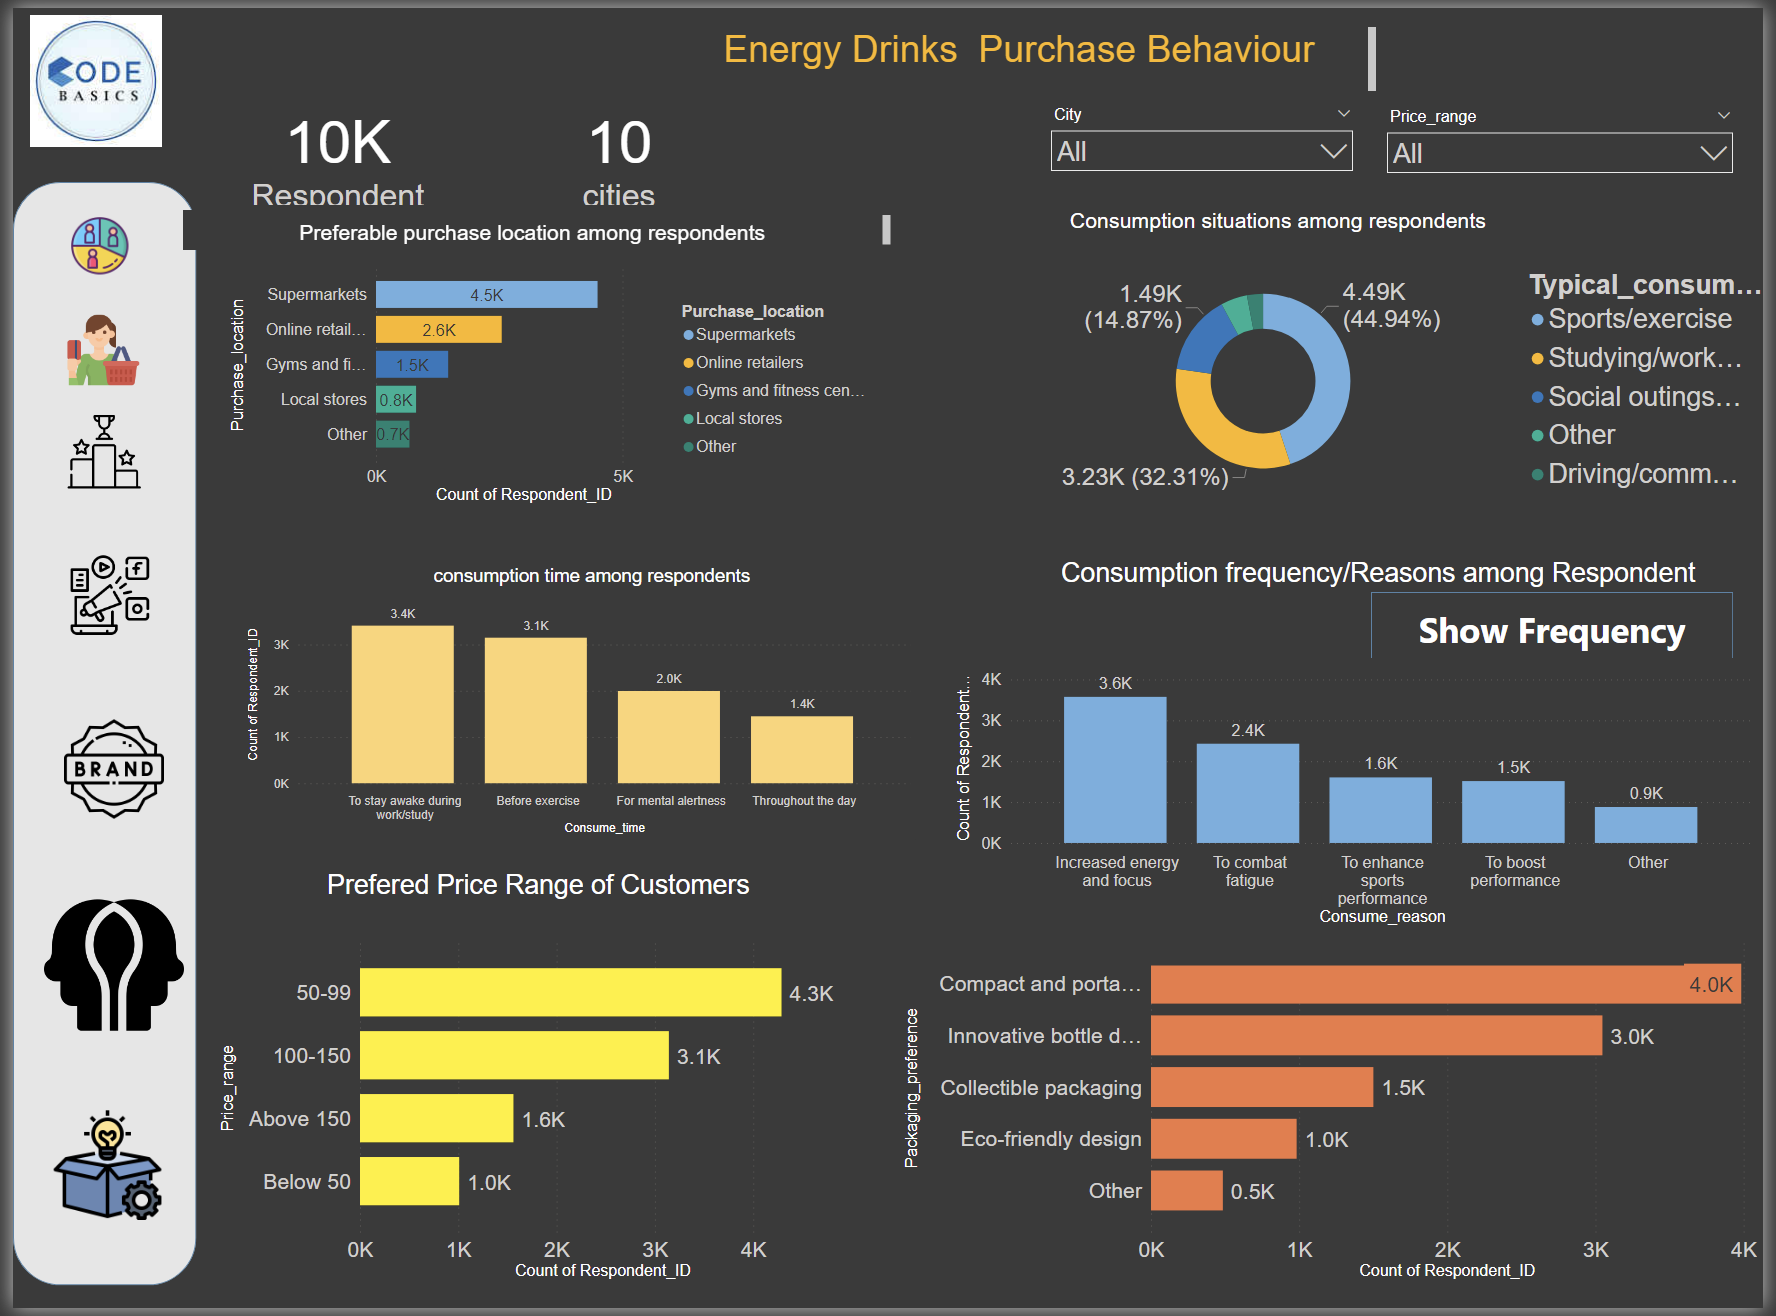 CODE
BASICS
Energy Drinks  Purchase Behaviour
10K
Respondent
10
cities
City
All
Price_range
All
Preferable purchase location among respondents
Purchase_location
Supermarkets
4.5K
Online retail…
2.6K
Gyms and fi…
1.5K
Local stores
0.8K
Other
0.7K
0K
5K
Count of Respondent_ID
Purchase_location
Supermarkets
Online retailers
Gyms and fitness cen…
Local stores
Other
Consumption situations among respondents
1.49K
(14.87%)
4.49K
(44.94%)
3.23K (32.31%)
Typical_consum…
Sports/exercise
Studying/work…
Social outings…
Other
Driving/comm…
consumption time among respondents
Count of Respondent_ID
3K
2K
1K
0K
3.4K
3.1K
2.0K
1.4K
To stay awake during
work/study
Before exercise
For mental alertness
Throughout the day
Consume_time
Consumption frequency/Reasons among Respondent
Show Frequency
Count of Respondent…
4K
3K
2K
1K
0K
3.6K
2.4K
1.6K
1.5K
0.9K
Increased energy
and focus
To combat
fatigue
To enhance
sports
performance
To boost
performance
Other
Consume_reason
BRAND
Prefered Price Range of Customers
Price_range
50-99
4.3K
100-150
3.1K
Above 150
1.6K
Below 50
1.0K
0K
1K
2K
3K
4K
Count of Respondent_ID
Packaging_preference
Compact and porta…
4.0K
Innovative bottle d…
3.0K
Collectible packaging
1.5K
Eco-friendly design
1.0K
Other
0.5K
0K
1K
2K
3K
4K
Count of Respondent_ID